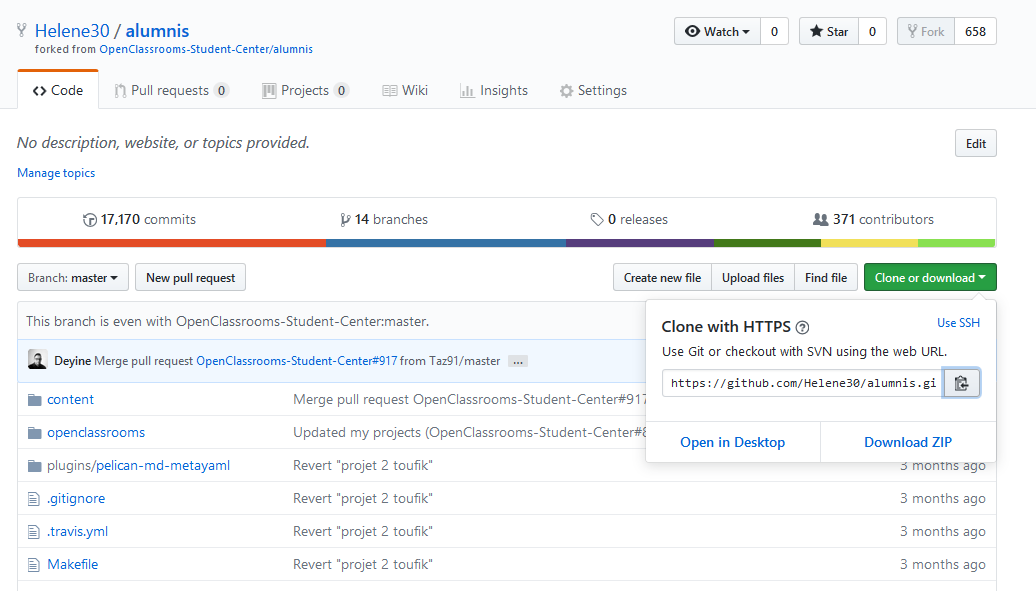 Helene30 / alumnis
Watch 0 Star 0 Fork 658
forked from OpenClassrooms-Student-Center/alumnis
Code Pull requests 0 Projects 0 Wiki Insights Settings
No description, website, or topics provided.
Edit
Manage topics
17,170 commits 14 branches 0 releases 371 contributors
Branch: master New pull request Create new file Upload files Find file Clone or download
This branch is even with OpenClassrooms-Student-Center:master.
Deyine Merge pull request OpenClassrooms-Student-Center#917 from Taz91/master …
Clone with HTTPS Use SSH
Use Git or checkout with SVN using the web URL.
https://github.com/Helene30/alumnis.gi
Open in Desktop Download ZIP
content Merge pull request OpenClassrooms-Student-Center#917
openclassrooms Updated my projects (OpenClassrooms-Student-Center#8
plugins/pelican-md-metayaml Revert "projet 2 toufik" 3 months ago
.gitignore Revert "projet 2 toufik" 3 months ago
.travis.yml Revert "projet 2 toufik" 3 months ago
Makefile Revert "projet 2 toufik" 3 months ago